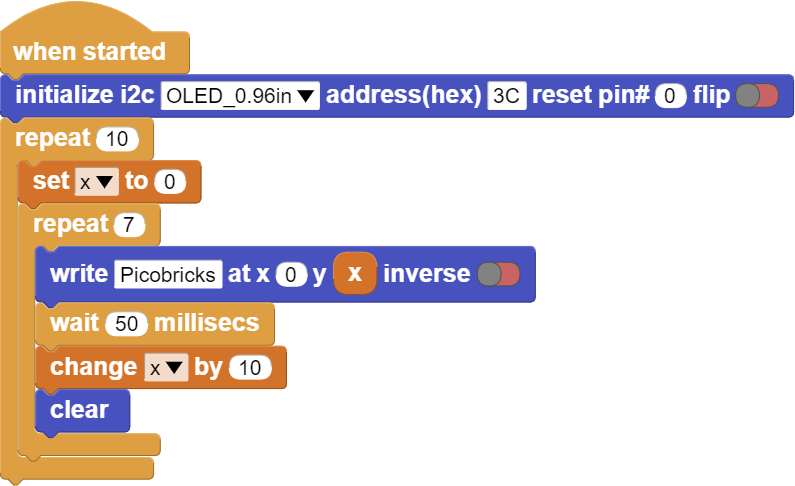 when started
initialize i2c OLED_0.96in address(hex) 3C reset pin# 0 flip
repeat 10
set x to 0
repeat 7
write Picobricks at x 0 y x inverse
wait 50 millisecs
change x by 10
clear